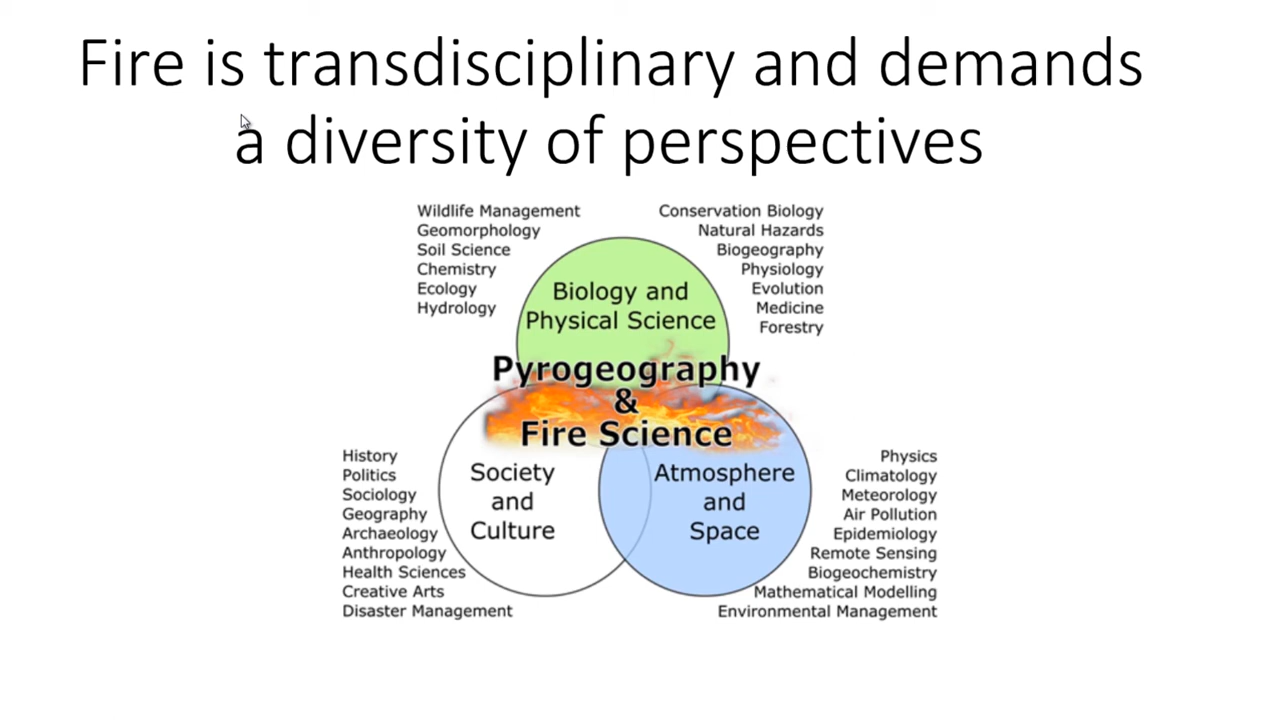 Fire is transdisciplinary and demands
a diversity of perspectives
Wildlife Management
Geomorphology
Soil Science
Chemistry
Ecology
Hydrology
Conservation Biology
Natural Hazards
Biogeography
Physiology
Evolution
Medicine
Forestry
Biology and
Physical Science
Pyrogeography
&
Fire Science
Society
and
Culture
Atmosphere
and
Space
History
Politics
Sociology
Geography
Archaeology
Anthropology
Health Sciences
Creative Arts
Disaster Management
Physics
Climatology
Meteorology
Air Pollution
Epidemiology
Remote Sensing
Biogeochemistry
Mathematical Modelling
Environmental Management